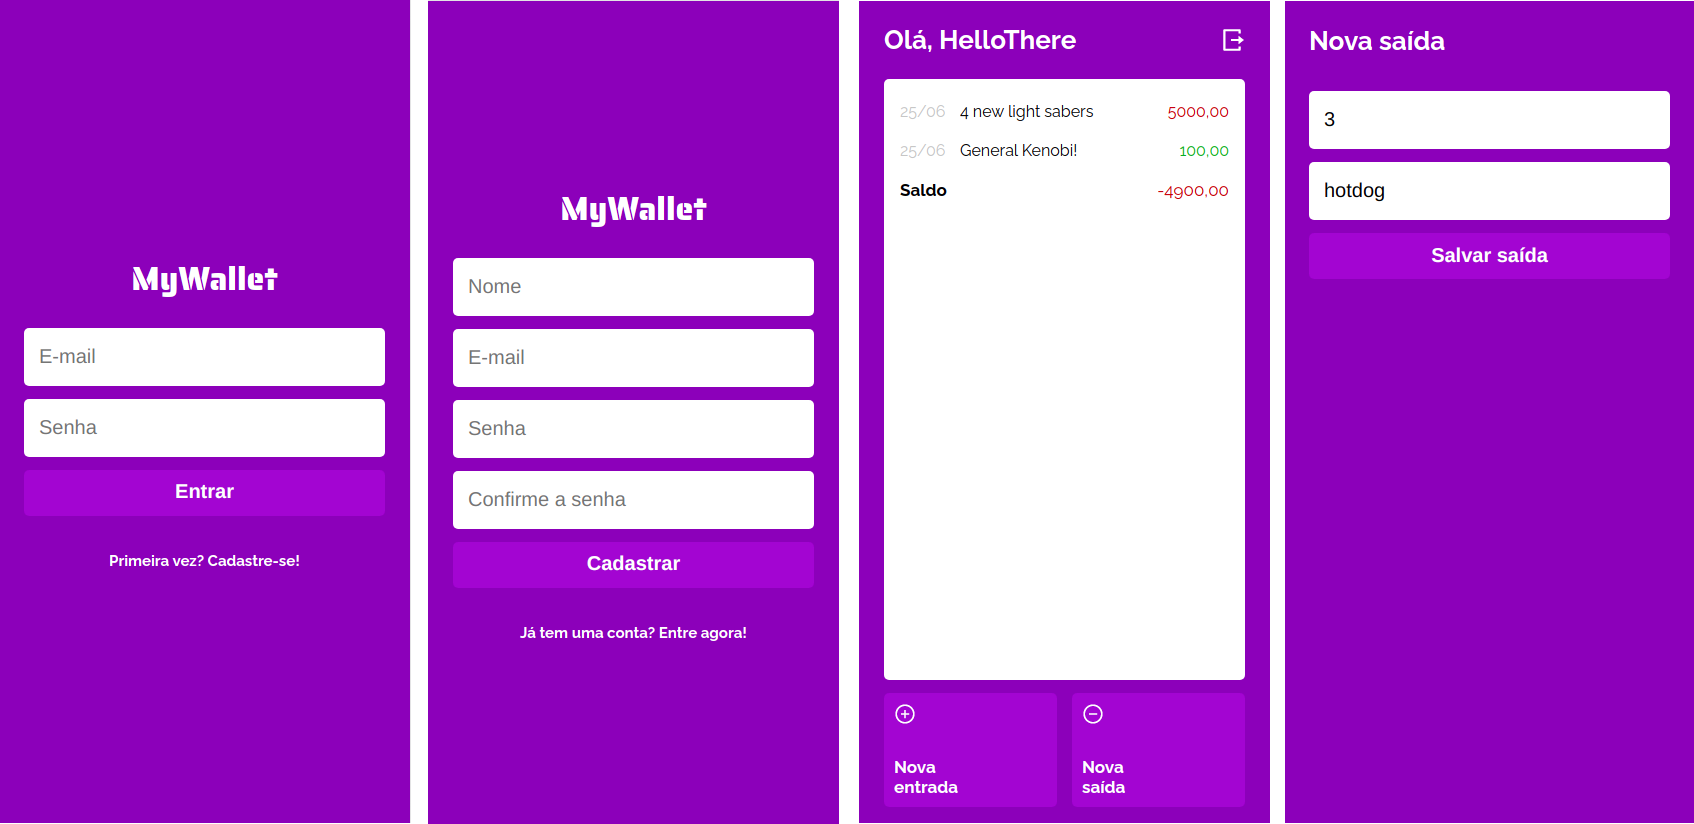 MyWallet
E-mail
Senha
Entrar
Primeira vez? Cadastre-se!
MyWallet
Nome
E-mail
Senha
Confirme a senha
Cadastrar
Já tem uma conta? Entre agora!
Olá, HelloThere
25/06 4 new light sabers 5000,00
25/06 General Kenobi! 100,00
Saldo -4900,00
Nova
entrada
Nova
saída
Nova saída
3
hotdog
Salvar saída